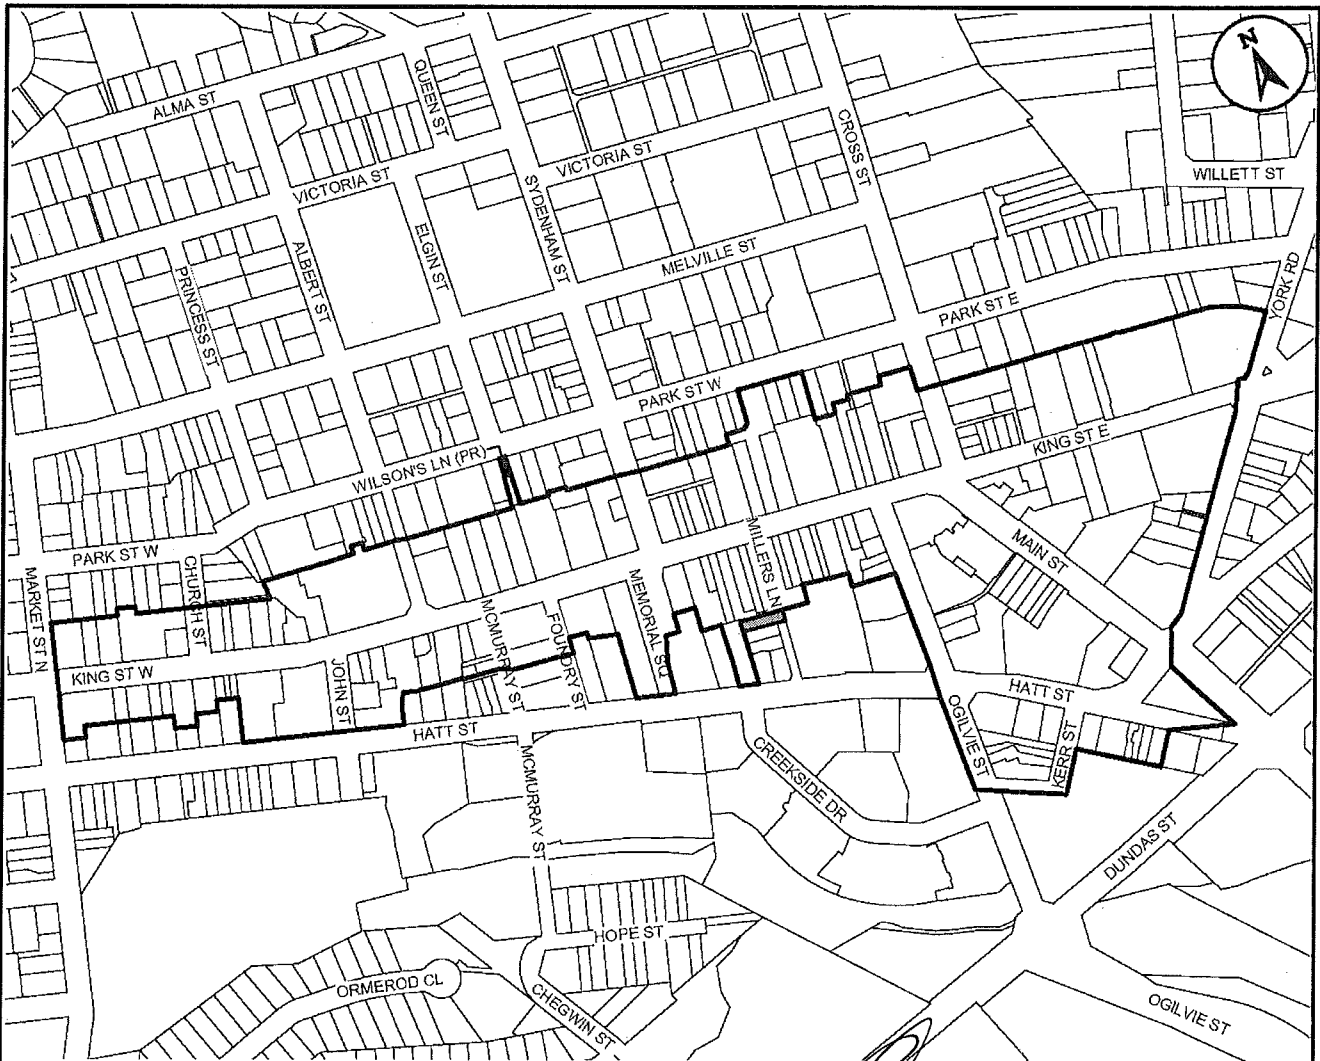 N
ALMA ST
QUEEN ST
VICTORIA ST
VICTORIA ST
CROSS ST
WILLETT ST
SYDENHAM ST
ELGIN ST
ALBERT ST
PRINCESS ST
MELVILLE ST
YORK RD
PARK ST E
PARK ST W
KING ST E
WILSON'S LN (PR)
MAIN ST
MILLERS LN
PARK ST W
CHURCH ST
MARKET ST N
MEMORIAL SQ
MCMURRAY ST
FOUNDRY ST
KING ST W
JOHN ST
HATT ST
HATT ST
OGILVIE ST
KERR ST
MCMURRAY ST
CREEKSIDE DR
DUNDAS ST
HOPE ST
ORMEROD CL
CHEGWIN ST
OGILVIE ST